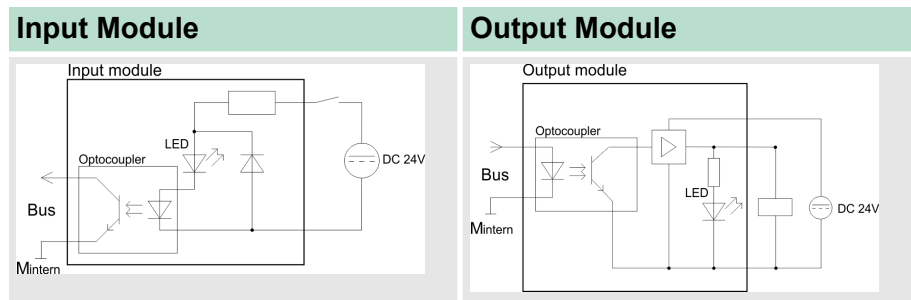 Input Module
Input module
LED
Optocoupler
DC 24V
Bus
Mintern
Output Module
Output module
Optocoupler
Bus
LED
DC 24V
Mintern